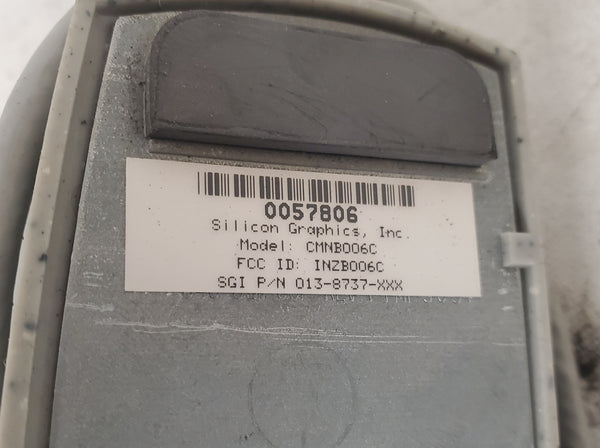 0057806
Silicon Graphics, Inc.
Model: CMNB006C
FCC ID: INZB006C
SGI P/N 013-8737-XXX